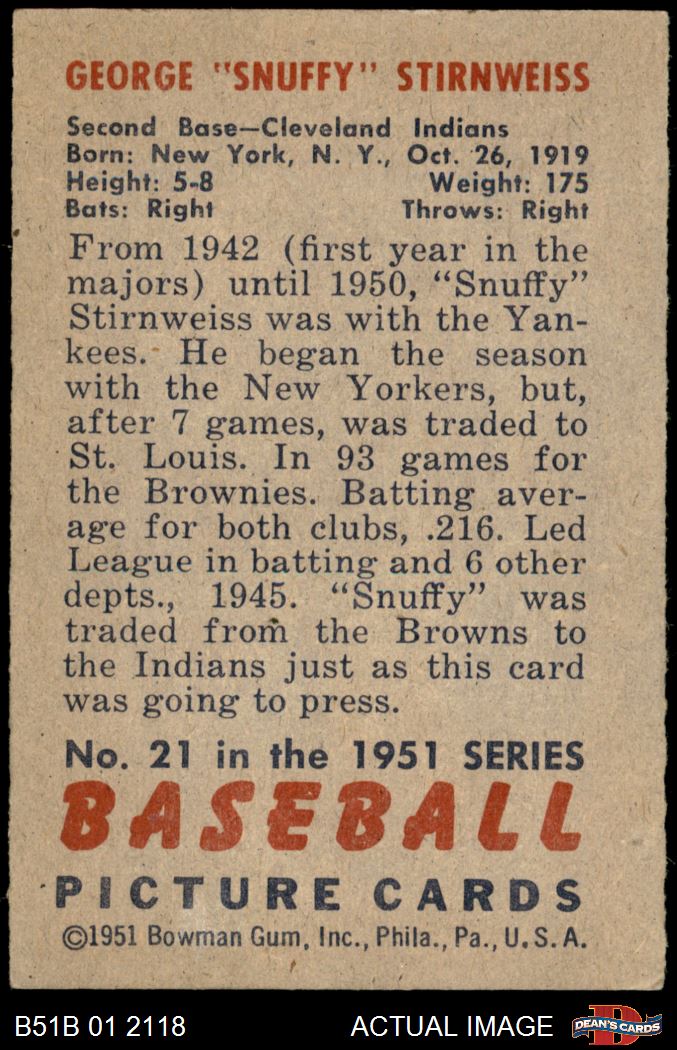 GEORGE "SNUFFY" STIRNWEISS
Second Base—Cleveland Indians
Born: New York, N. Y., Oct. 26, 1919
Height: 5-8 Weight: 175
Bats: Right Throws: Right
From 1942 (first year in the
majors) until 1950, "Snuffy"
Stirnweiss was with the Yan-
kees. He began the season
with the New Yorkers, but,
after 7 games, was traded to
St. Louis. In 93 games for
the Brownies. Batting aver-
age for both clubs, .216. Led
League in batting and 6 other
depts., 1945. "Snuffy" was
traded from the Browns to
the Indians just as this card
was going to press.
No. 21 in the 1951 SERIES
BASEBALL
PICTURE CARDS
©1951 Bowman Gum, Inc., Phila., Pa., U. S. A.
B51B 01 2118 ACTUAL IMAGE D DEAN'S CARDS